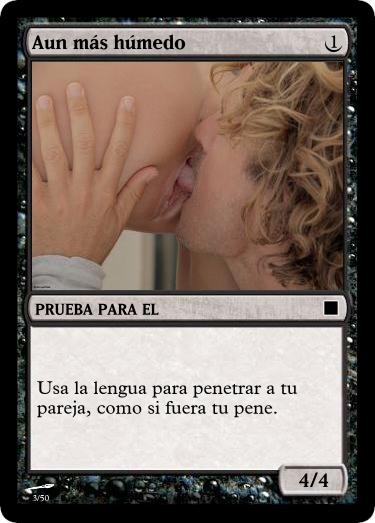 Aun más húmedo 1
PRUEBA PARA EL
Usa la lengua para penetrar a tu
pareja, como si fuera tu pene.
4/4
3/50